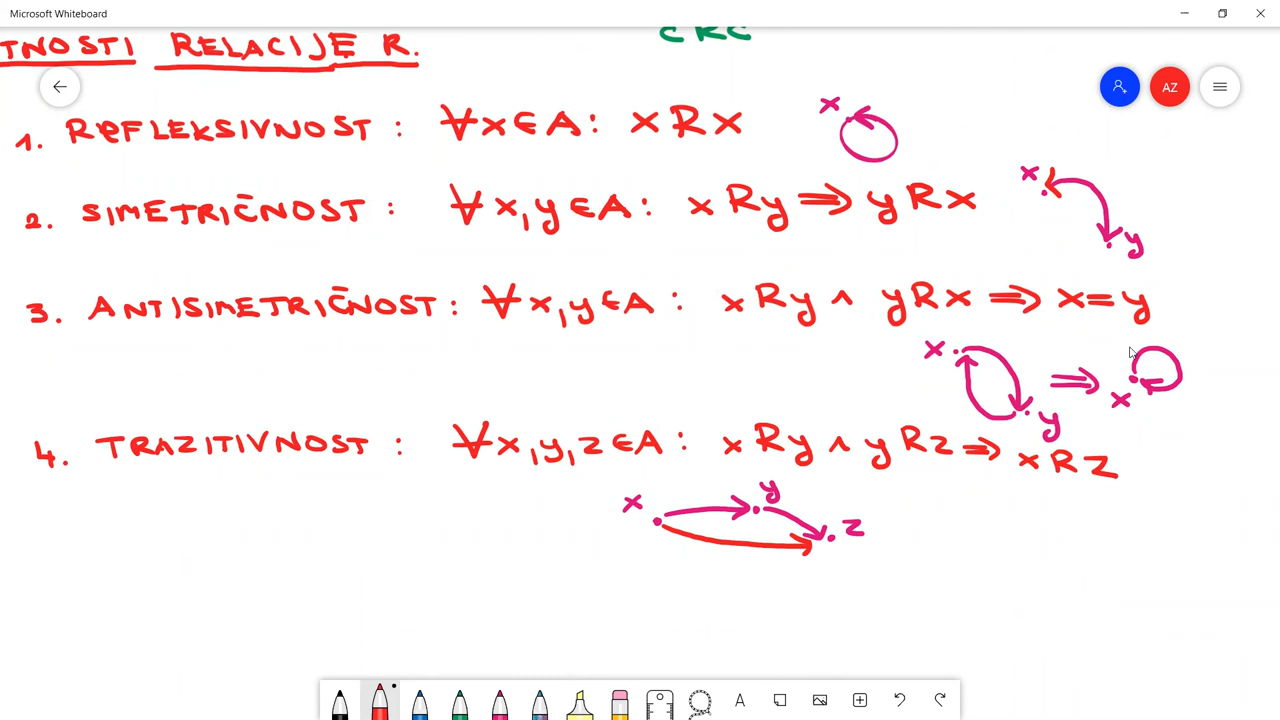 Microsoft Whiteboard
c R c
TNOSTI RELACIJE R.
AZ
1. REFLEKSIVNOST : ∀x∈A: xRx
x
2. SIMETRIČNOST : ∀x,y∈A: xRy ⇒ yRx
x
y
3. ANTISIMETRIČNOST: ∀x,y∈A : xRy ∧ yRx ⇒ x=y
x
y ⇒ x
4. TRAZITIVNOST : ∀x,y,z∈A: xRy ∧ yRz ⇒ xRz
x y z
A